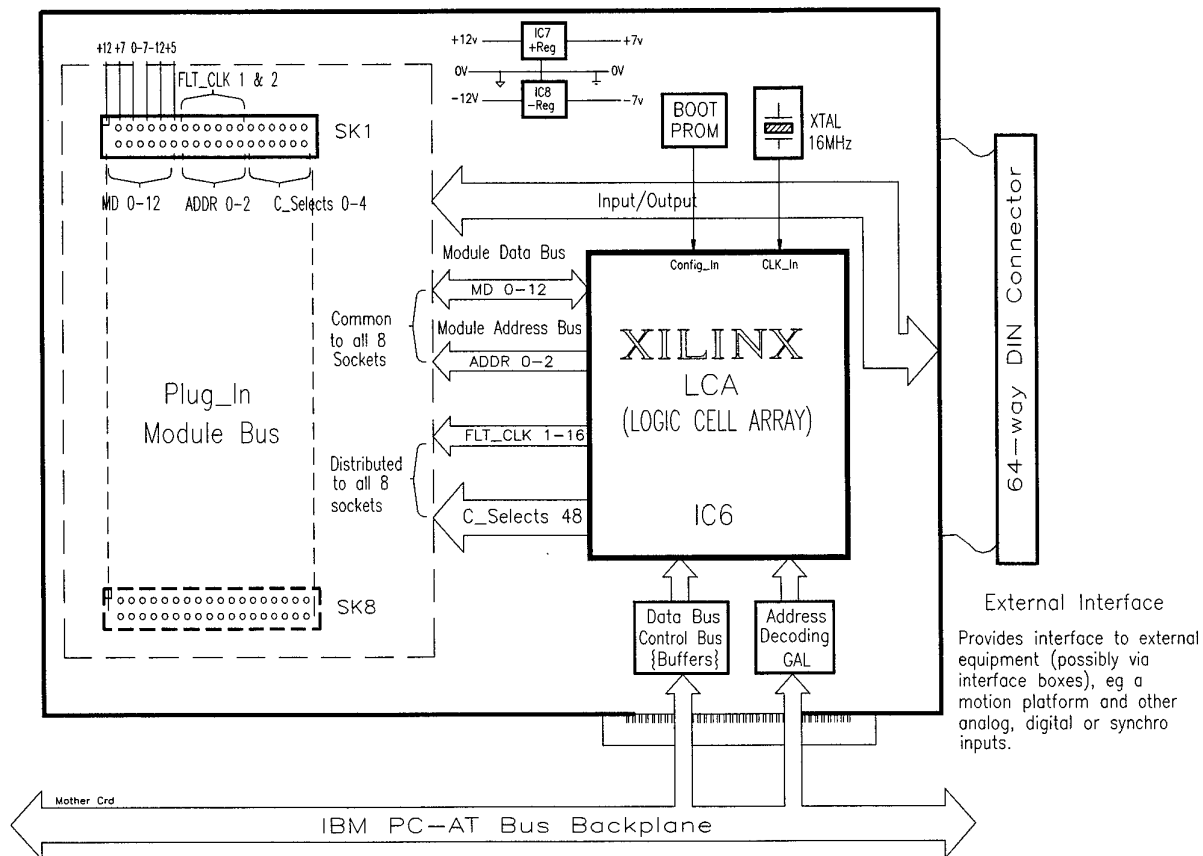 +12 +7 0 -7 -12 +5
FLT_CLK 1 & 2
SK1
MD 0-12 ADDR 0-2 C_Selects 0-4
Plug_In
Module Bus
SK8
+12v IC7 +Reg +7v
0V 0V
-12V IC8 -Reg -7v
BOOT
PROM
XTAL
16MHz
Input/Output
Module Data Bus
MD 0-12
Common
to all 8
Sockets
Module Address Bus
ADDR 0-2
FLT_CLK 1-16
Distributed
to all 8
sockets
C_Selects 48
Config_In CLK_In
XILINX
LCA
(LOGIC CELL ARRAY)
IC6
Data Bus
Control Bus
{Buffers}
Address
Decoding
GAL
64-way DIN Connector
External Interface
Provides interface to external
equipment (possibly via
interface boxes), eg a
motion platform and other
analog, digital or synchro
inputs.
Mother Crd
IBM PC-AT Bus Backplane